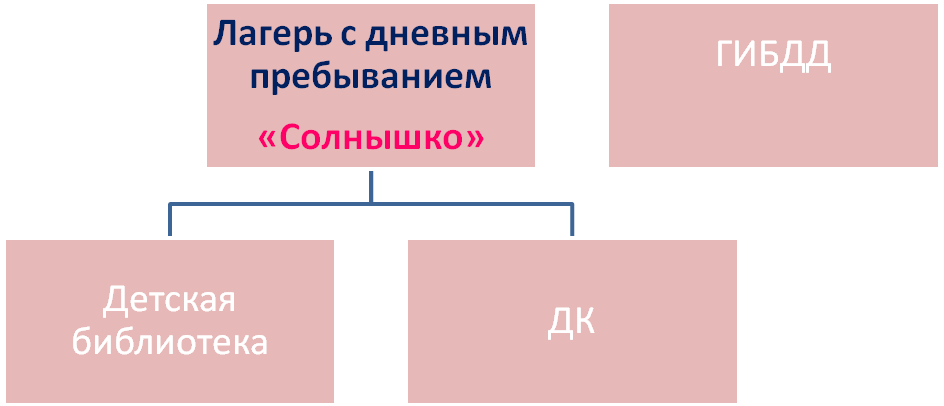 Лагерь с дневным
пребыванием
«Солнышко»
ГИБДД
Детская
библиотека
ДК